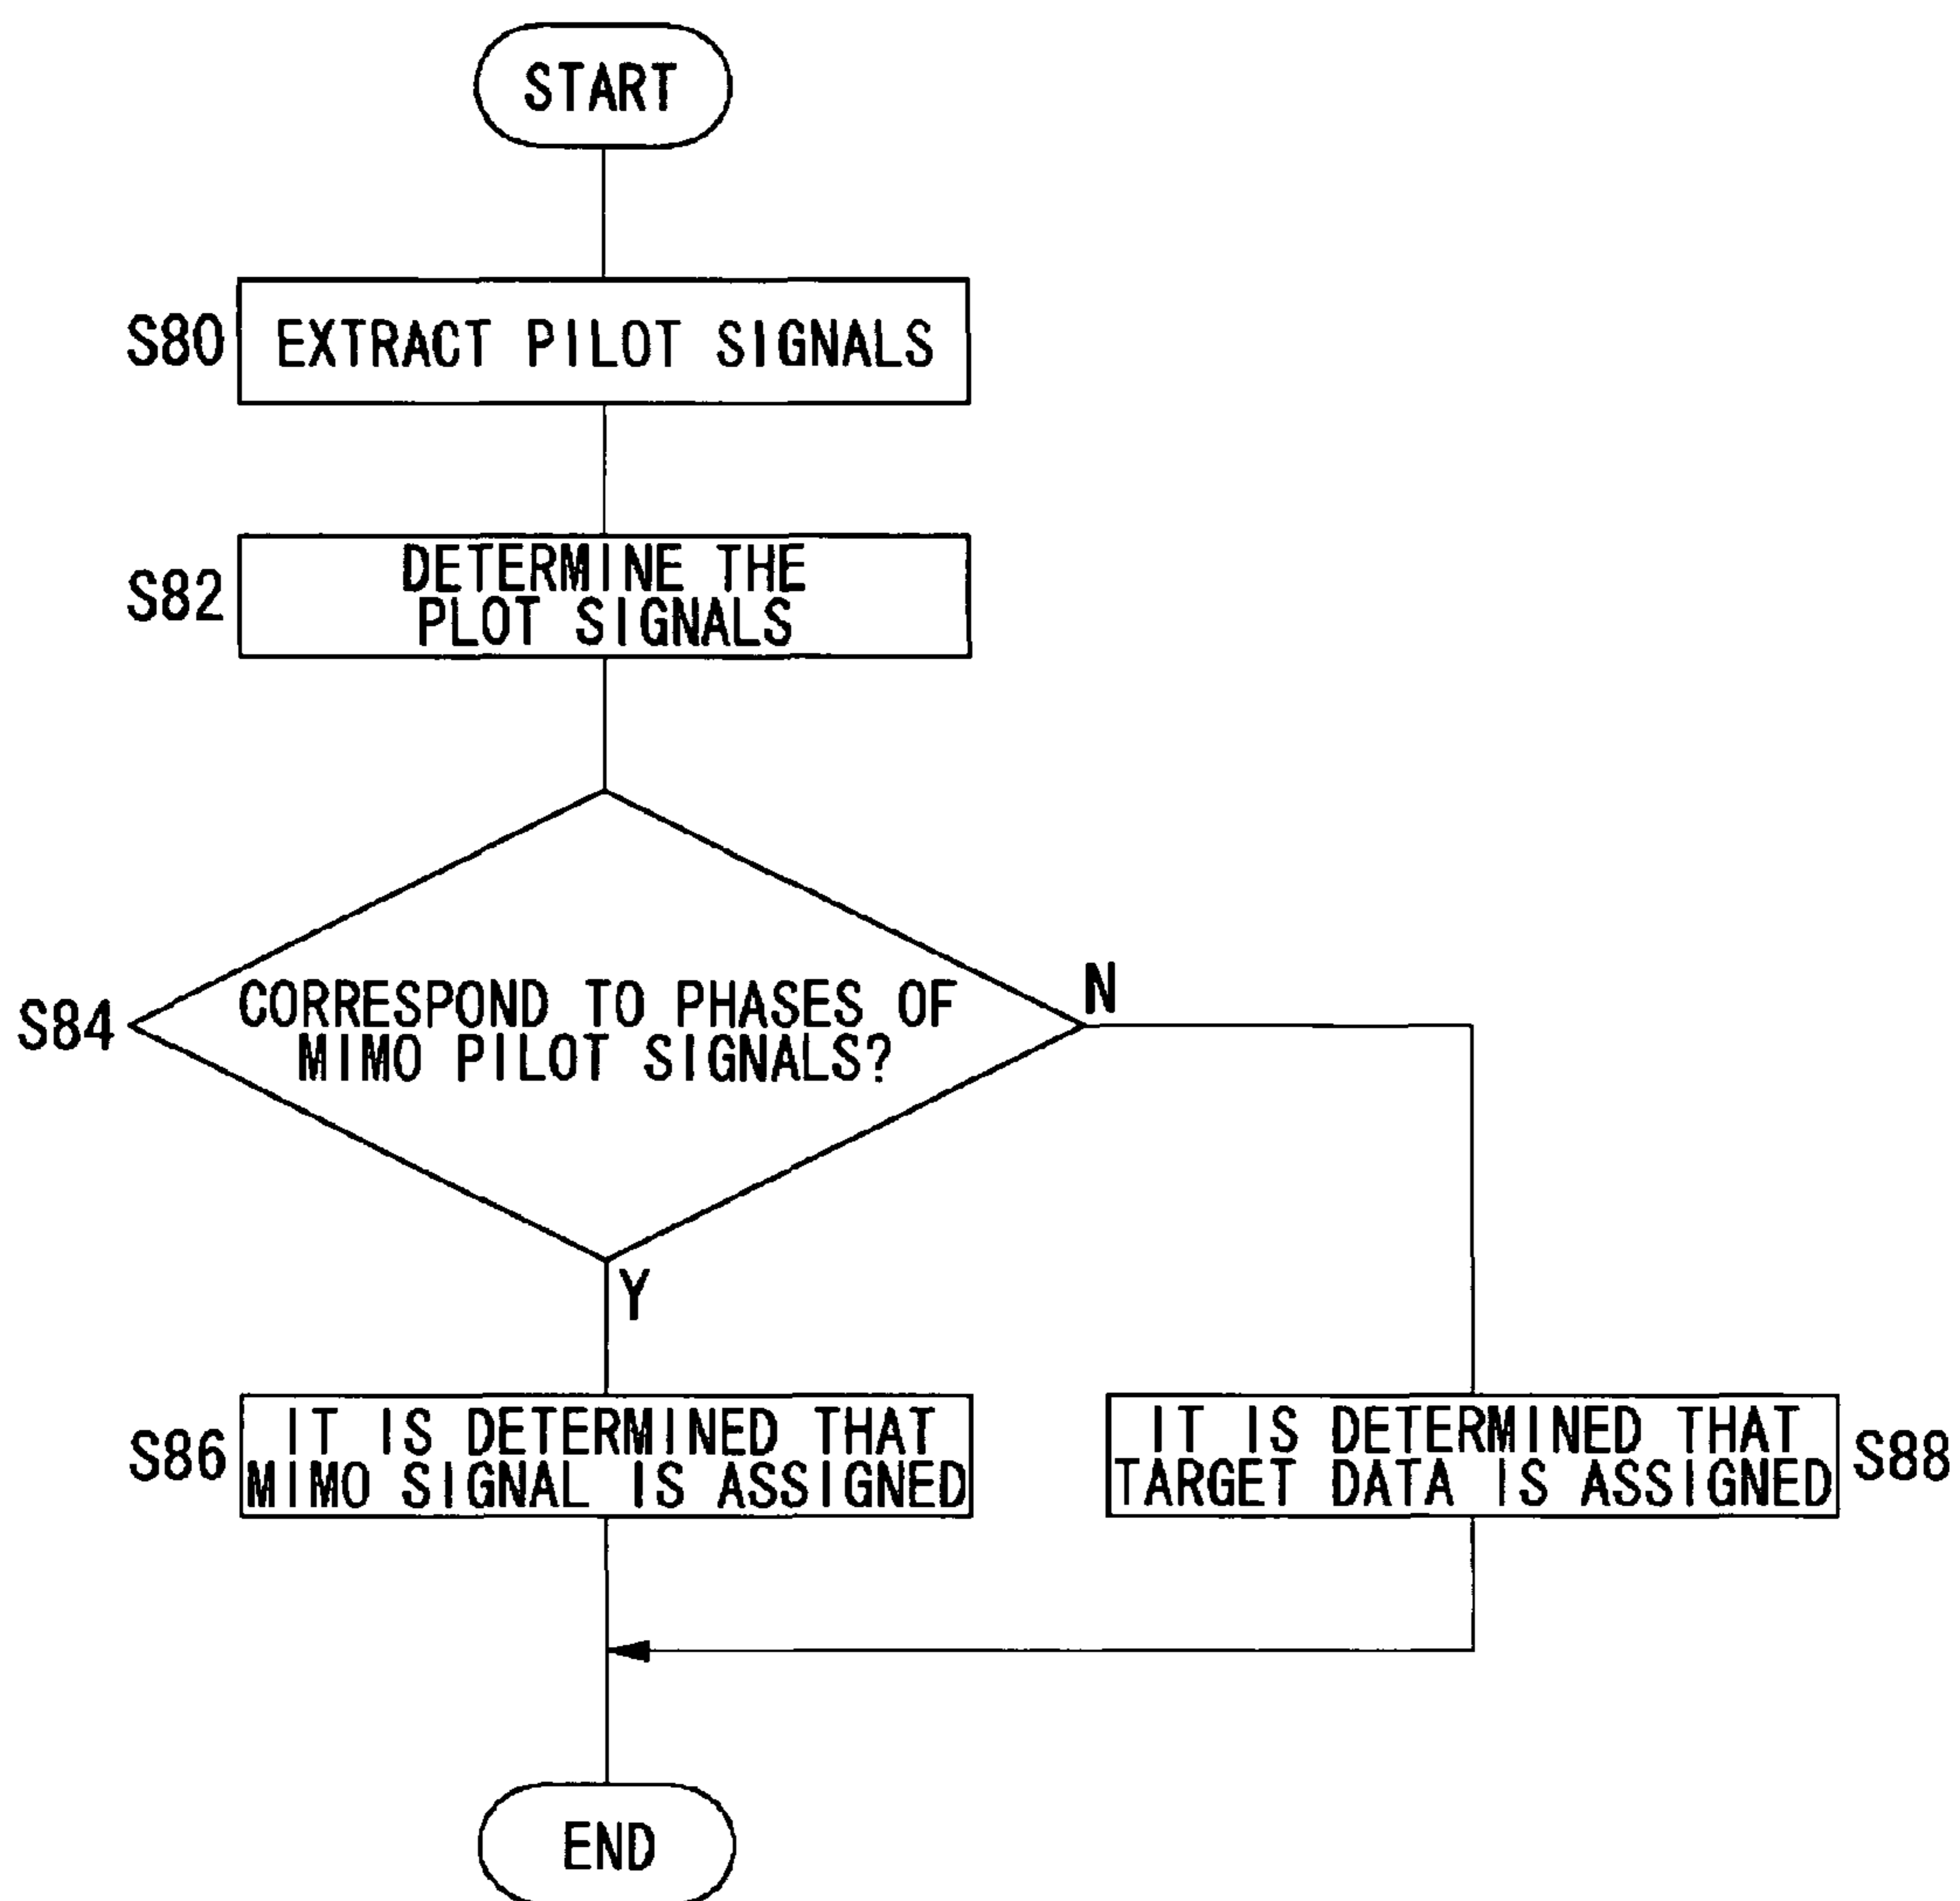 START
S80
EXTRACT PILOT SIGNALS
S82
DETERMINE THE
PLOT SIGNALS
S84
CORRESPOND TO PHASES OF
MIMO PILOT SIGNALS?
N
Y
S86
IT IS DETERMINED THAT
MIMO SIGNAL IS ASSIGNED
IT IS DETERMINED THAT
TARGET DATA IS ASSIGNED
S88
END